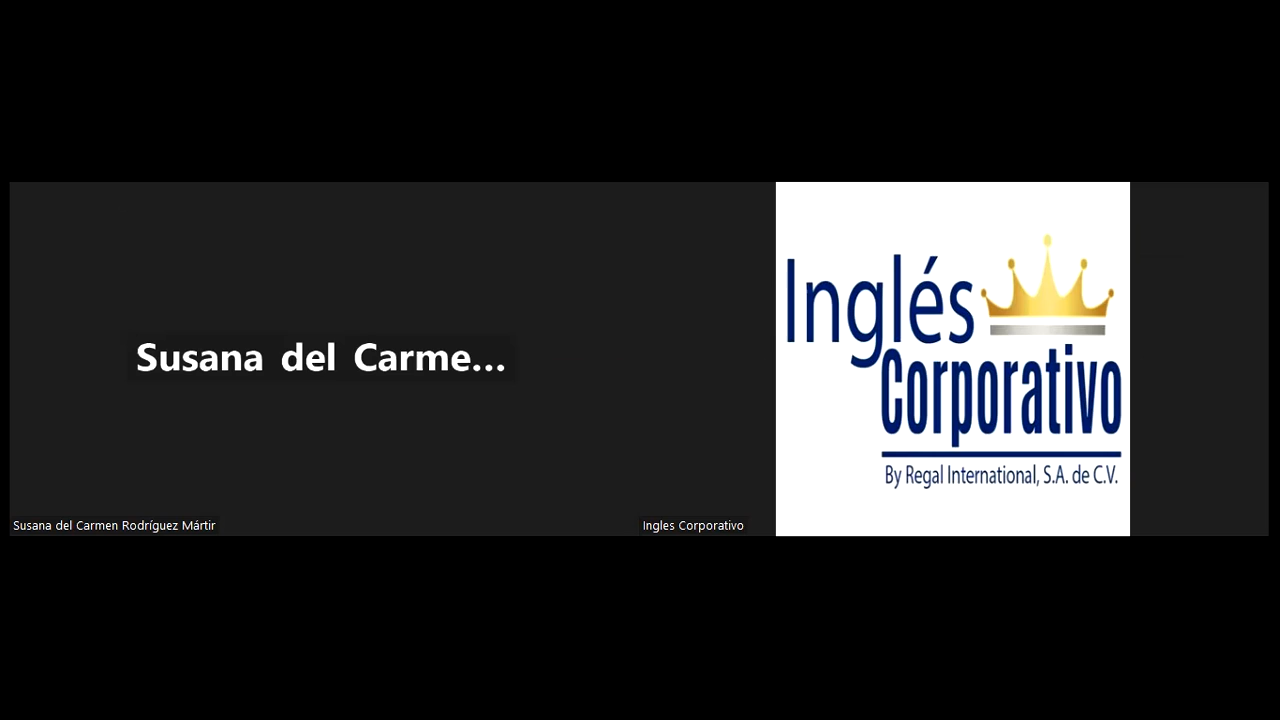 Susana del Carme...
Susana del Carmen Rodríguez Mártir
Inglés
Corporativo
By Regal International, S.A. de C.V.
Ingles Corporativo